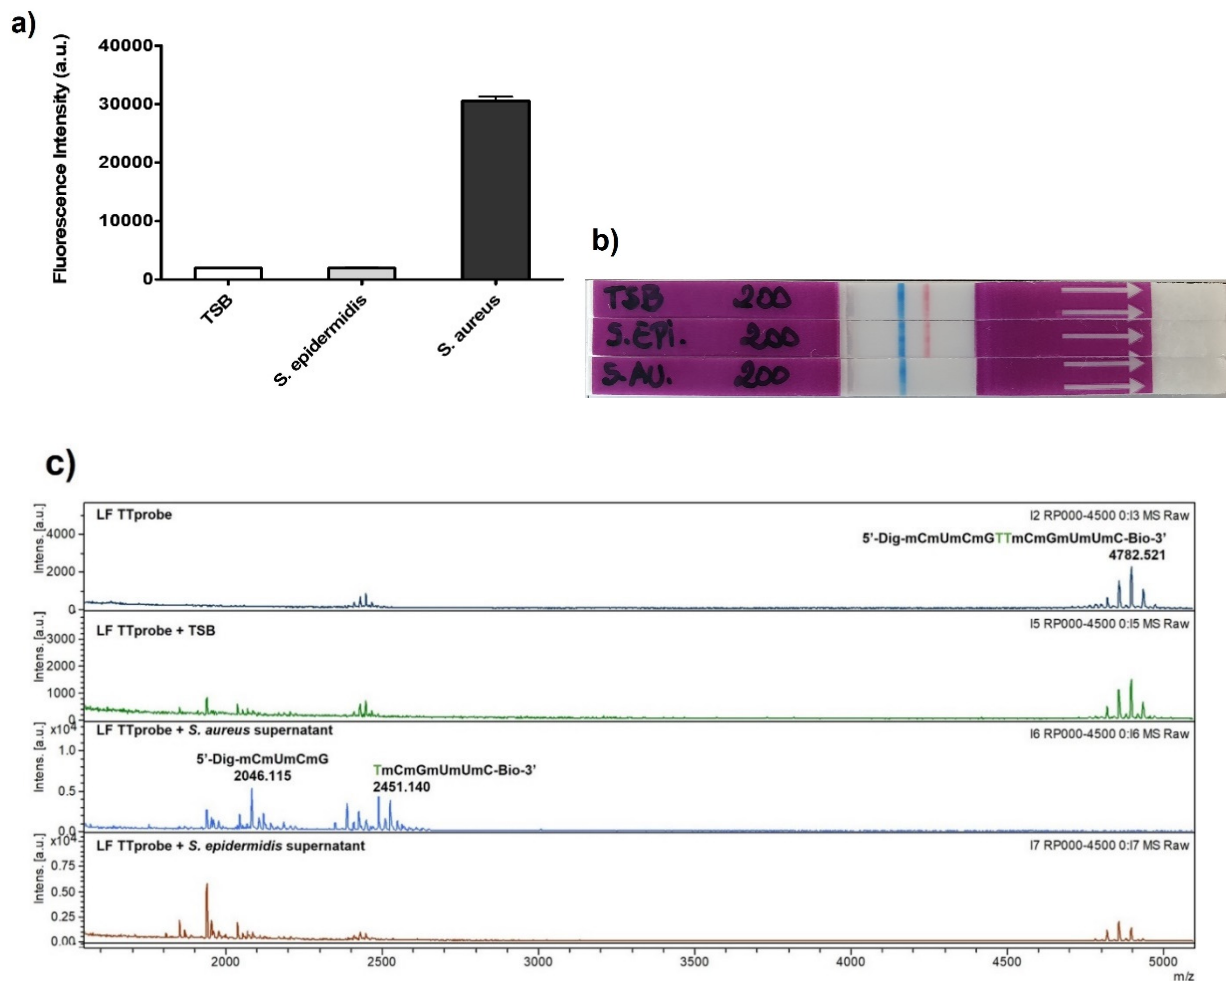 a)
Fluorescence Intensity (a.u.)
40000
30000
20000
10000
0
TSB
S. epidermidis
S. aureus
b)
TSB 200
S.EPi. 200
S.AU. 200
c)
LF TTprobe
I2 RP000-4500 0:I3 MS Raw
5'-Dig-mCmUmCmGTTmCmGmUmUmC-Bio-3'
4782.521
Intens. [a.u.]
4000
2000
0
LF TTprobe + TSB
I5 RP000-4500 0:I5 MS Raw
Intens. [a.u.]
3000
2000
1000
0
LF TTprobe + S. aureus supernatant
I6 RP000-4500 0:I6 MS Raw
5'-Dig-mCmUmCmG
2046.115
TmCmGmUmUmC-Bio-3'
2451.140
Intens. [a.u.]
x10⁴
1.0
0.5
0.0
LF TTprobe + S. epidermidis supernatant
I7 RP000-4500 0:I7 MS Raw
Intens. [a.u.]
x10⁴
0.75
0.50
0.25
0.00
2000 2500 3000 3500 4000 4500 5000
m/z